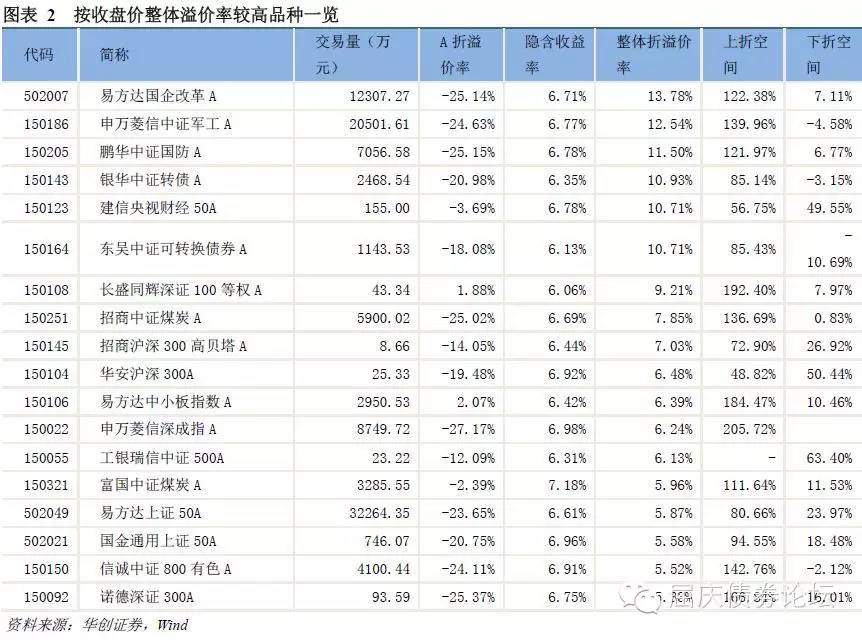 图表 2 按收盘价整体溢价率较高品种一览
代码 简称 交易量（万元） A 折溢价率 隐含收益率 整体折溢价率 上折空间 下折空间
502007 易方达国企改革 A 12307.27 -25.14% 6.71% 13.78% 122.38% 7.11%
150186 申万菱信中证军工 A 20501.61 -24.63% 6.77% 12.54% 139.96% -4.58%
150205 鹏华中证国防 A 7056.58 -25.15% 6.78% 11.50% 121.97% 6.77%
150143 银华中证转债 A 2468.54 -20.98% 6.35% 10.93% 85.14% -3.15%
150123 建信央视财经 50A 155.00 -3.69% 6.78% 10.71% 56.75% 49.55%
150164 东吴中证可转换债券 A 1143.53 -18.08% 6.13% 10.71% 85.43% -10.69%
150108 长盛同辉深证 100 等权 A 43.34 1.88% 6.06% 9.21% 192.40% 7.97%
150251 招商中证煤炭 A 5900.02 -25.02% 6.69% 7.85% 136.69% 0.83%
150145 招商沪深 300 高贝塔 A 8.66 -14.05% 6.44% 7.03% 72.90% 26.92%
150104 华安沪深 300A 25.33 -19.48% 6.92% 6.48% 48.82% 50.44%
150106 易方达中小板指数 A 2950.53 2.07% 6.42% 6.39% 184.47% 10.46%
150022 申万菱信深成指 A 8749.72 -27.17% 6.98% 6.24% 205.72%
150055 工银瑞信中证 500A 23.22 -12.09% 6.31% 6.13% - 63.40%
150321 富国中证煤炭 A 3285.55 -2.39% 7.18% 5.96% 111.64% 11.53%
502049 易方达上证 50A 32264.35 -23.65% 6.61% 5.87% 80.66% 23.97%
502021 国金通用上证 50A 746.07 -20.75% 6.96% 5.58% 94.55% 18.48%
150150 信诚中证 800 有色 A 4100.44 -24.11% 6.91% 5.52% 142.76% -2.12%
150092 诺德深证 300A 93.59 -25.37% 6.75%
屈庆债券论坛
资料来源：华创证券，Wind